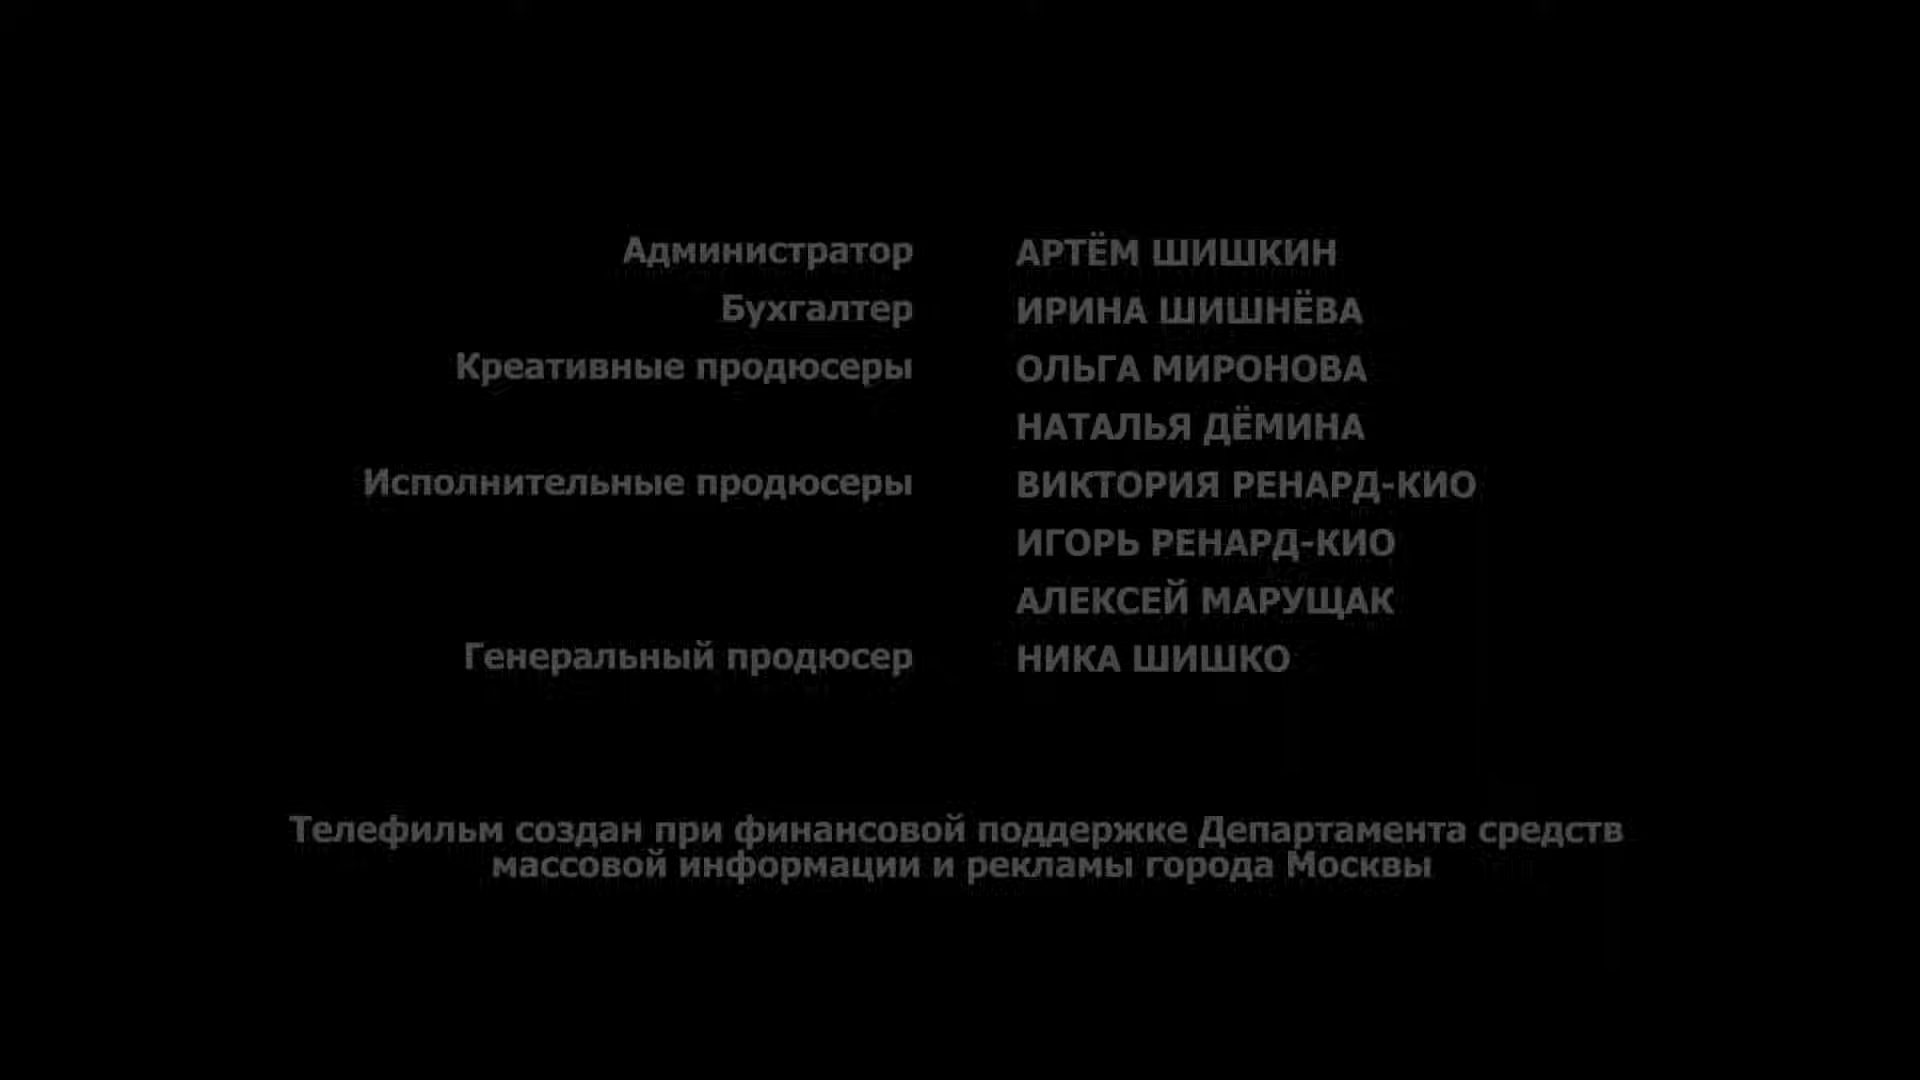 Администратор АРТЁМ ШИШКИН
Бухгалтер ИРИНА ШИШНЁВА
Креативные продюсеры ОЛЬГА МИРОНОВА
НАТАЛЬЯ ДЁМИНА
Исполнительные продюсеры ВИКТОРИЯ РЕНАРД-КИО
ИГОРЬ РЕНАРД-КИО
АЛЕКСЕЙ МАРУЩАК
Генеральный продюсер НИКА ШИШКО
Телефильм создан при финансовой поддержке Департамента средств
массовой информации и рекламы города Москвы